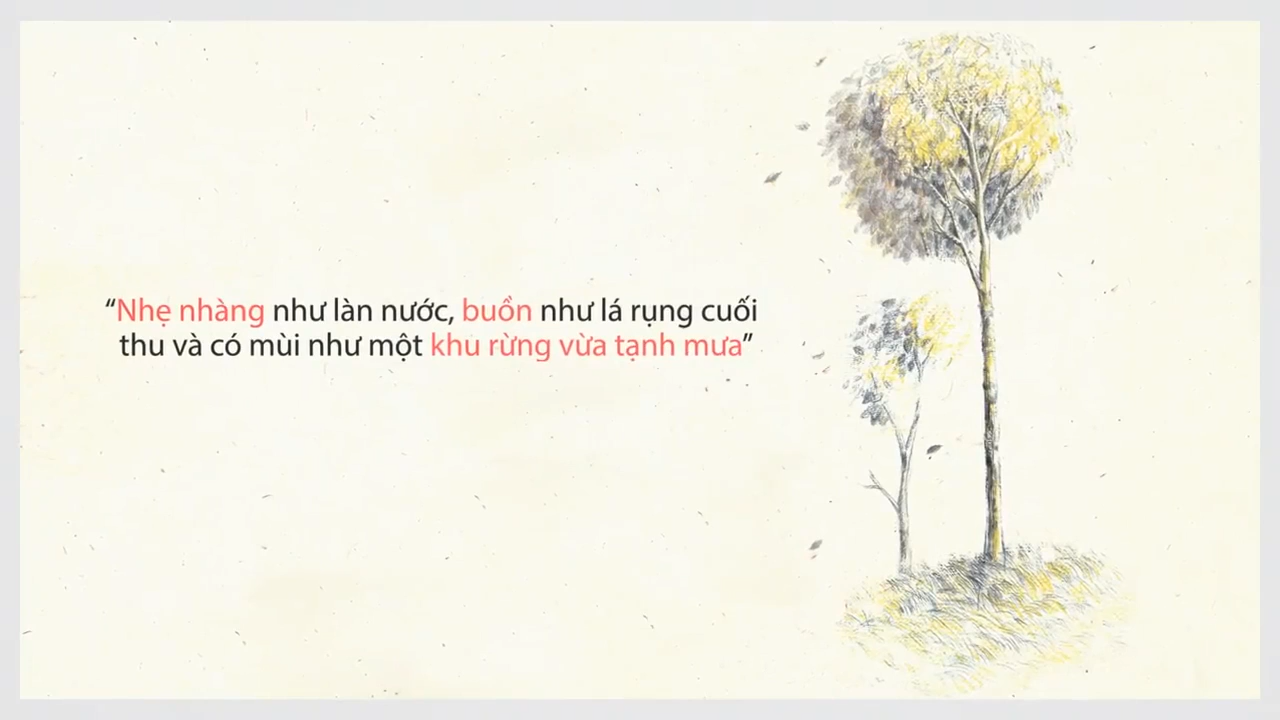 “Nhẹ nhàng như làn nước, buồn như lá rụng cuối
thu và có mùi như một khu rừng vừa tạnh mưa”